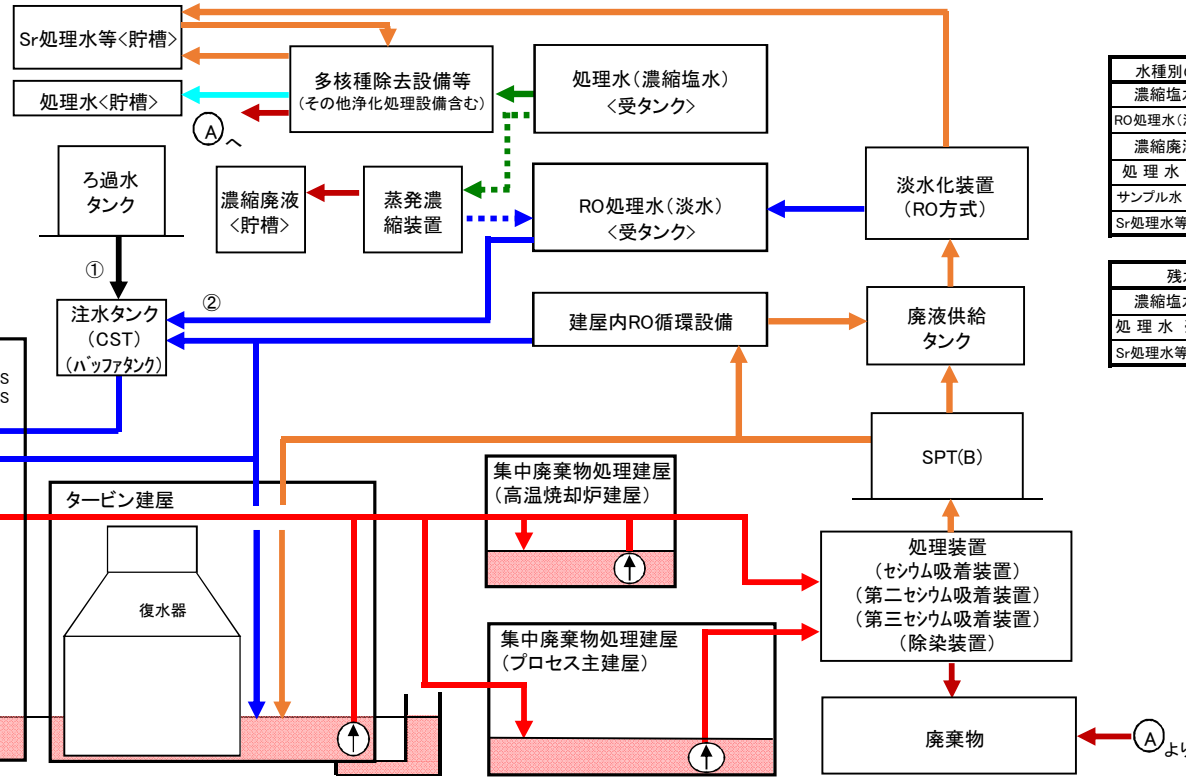 Sr処理水等<貯槽>
処理水<貯槽>
多核種除去設備等
(その他浄化処理設備含む)
Aへ
処理水(濃縮塩水)
<受タンク>
ろ過水
タンク
濃縮廃液
<貯槽>
蒸発濃
縮装置
RO処理水(淡水)
<受タンク>
淡水化装置
(RO方式)
①
②
注水タンク
(CST)
(バッファタンク)
建屋内RO循環設備
廃液供給
タンク
SPT(B)
S
S
タービン建屋
復水器
集中廃棄物処理建屋
(高温焼却炉建屋)
集中廃棄物処理建屋
(プロセス主建屋)
処理装置
(セシウム吸着装置)
(第二セシウム吸着装置)
(第三セシウム吸着装置)
(除染装置)
廃棄物
Aより
水種別
濃縮塩
RO処理水
濃縮廃
処理水
サンプル水
Sr処理水等
残
濃縮塩
処理水
Sr処理水等